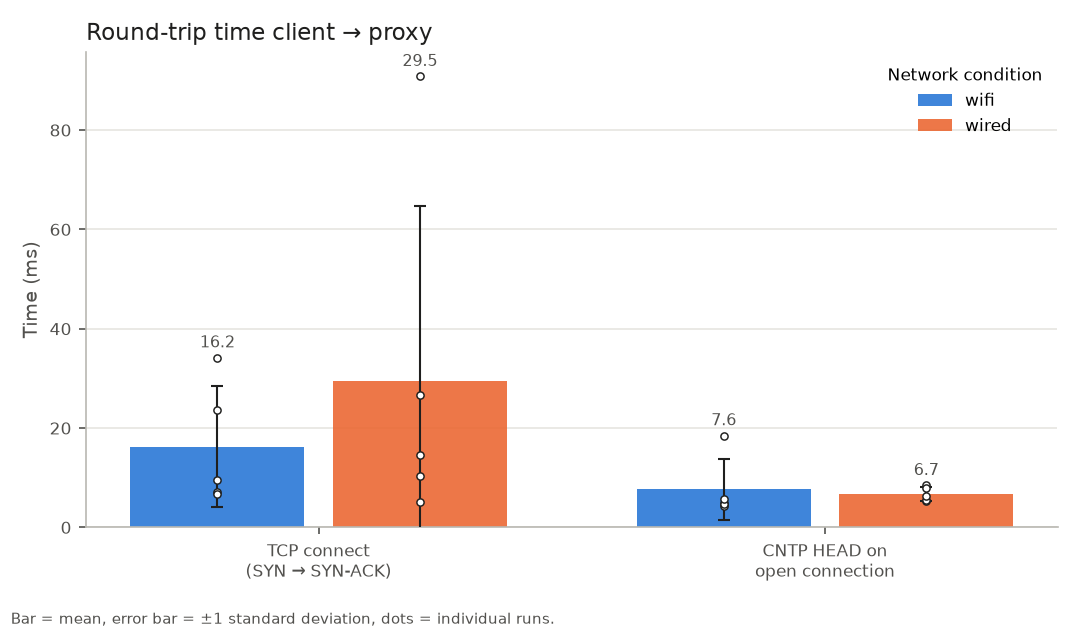 Round-trip time client → proxy
29.5
Network condition
wifi
wired
80
60
40
20
0
Time (ms)
16.2
7.6
6.7
TCP connect
(SYN → SYN-ACK)
CNTP HEAD on
open connection
Bar = mean, error bar = ±1 standard deviation, dots = individual runs.